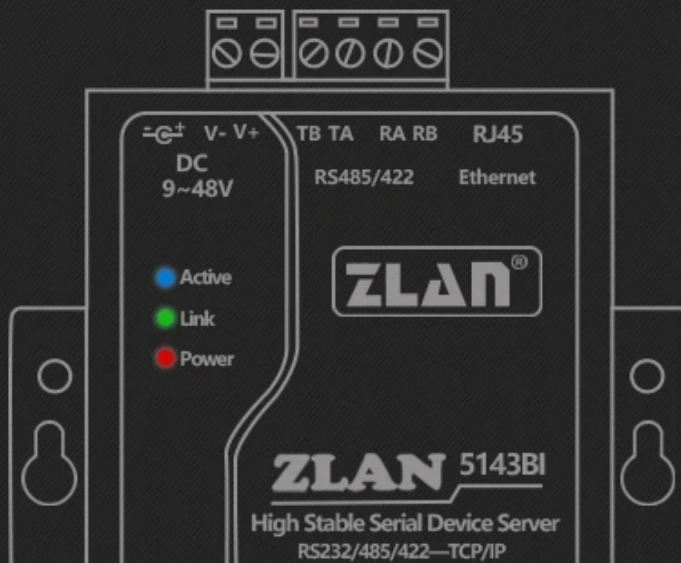 V- V+ TB TA RA RB RJ45
DC
9~48V
RS485/422 Ethernet
Active
Link
Power
ZLAN®
ZLAN 5143BI
High Stable Serial Device Server
RS232/485/422—TCP/IP